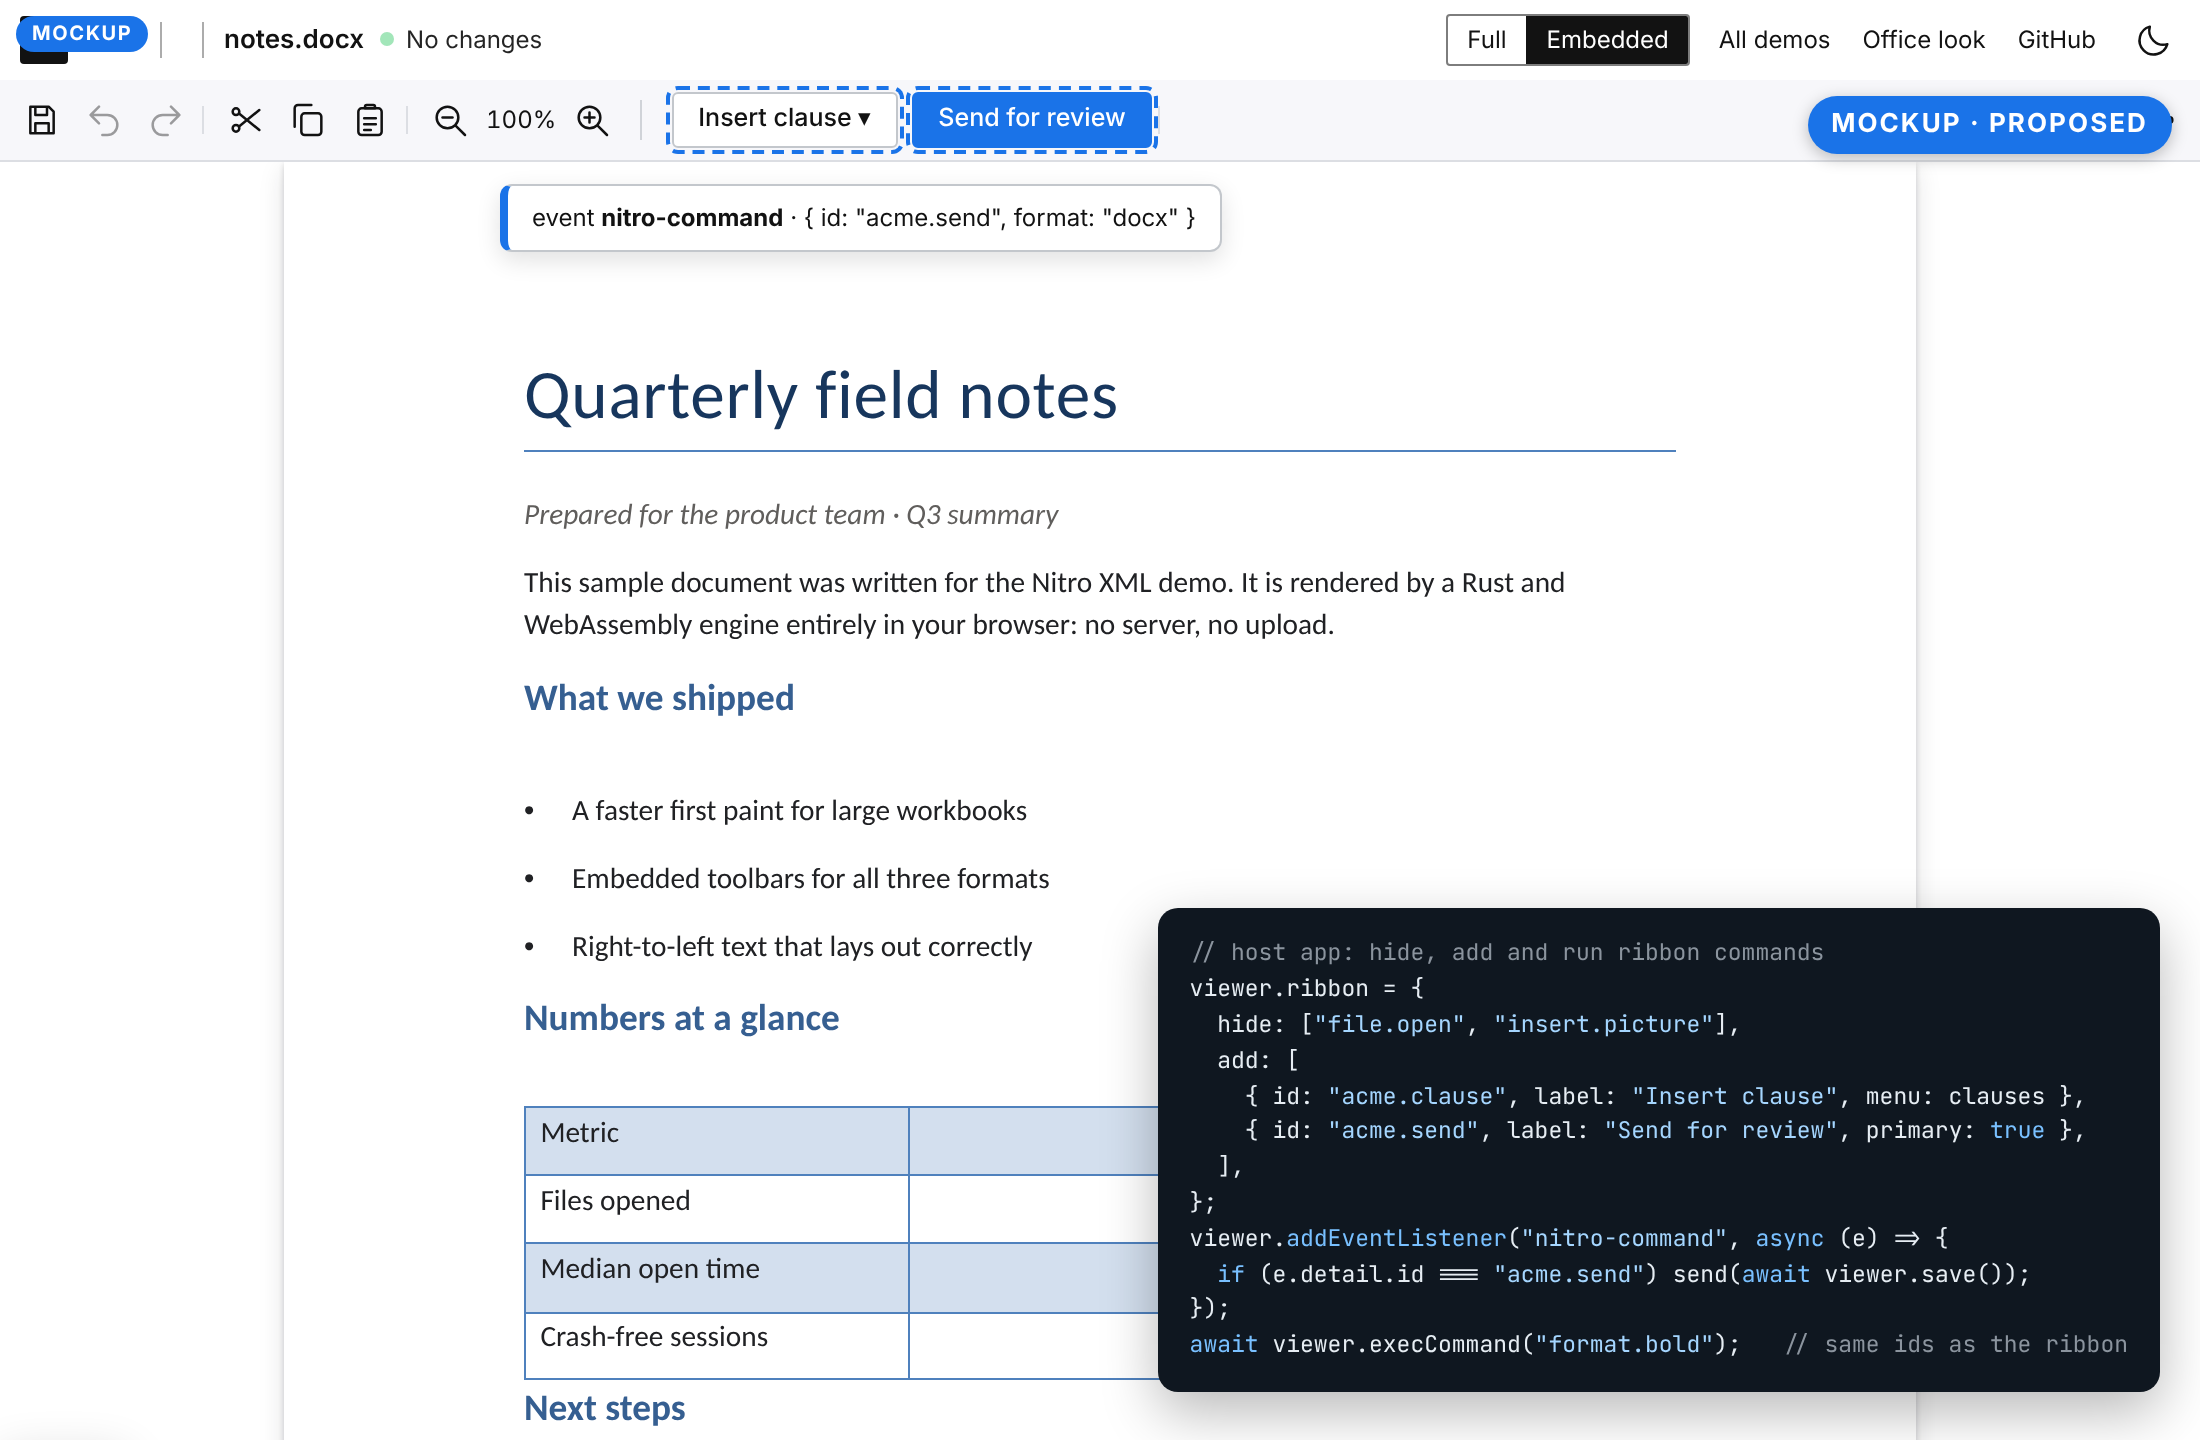 MOCKUP
notes.docx No changes
Full Embedded All demos Office look GitHub
100% Insert clause ▾ Send for review
MOCKUP · PROPOSED
event nitro-command · { id: "acme.send", format: "docx" }
Quarterly field notes
Prepared for the product team · Q3 summary
This sample document was written for the Nitro XML demo. It is rendered by a Rust and
WebAssembly engine entirely in your browser: no server, no upload.
What we shipped
• A faster first paint for large workbooks
• Embedded toolbars for all three formats
• Right-to-left text that lays out correctly
Numbers at a glance
Metric
Files opened
Median open time
Crash-free sessions
Next steps
// host app: hide, add and run ribbon commands
viewer.ribbon = {
  hide: ["file.open", "insert.picture"],
  add: [
    { id: "acme.clause", label: "Insert clause", menu: clauses },
    { id: "acme.send", label: "Send for review", primary: true },
  ],
};
viewer.addEventListener("nitro-command", async (e) => {
  if (e.detail.id === "acme.send") send(await viewer.save());
});
await viewer.execCommand("format.bold");   // same ids as the ribbon